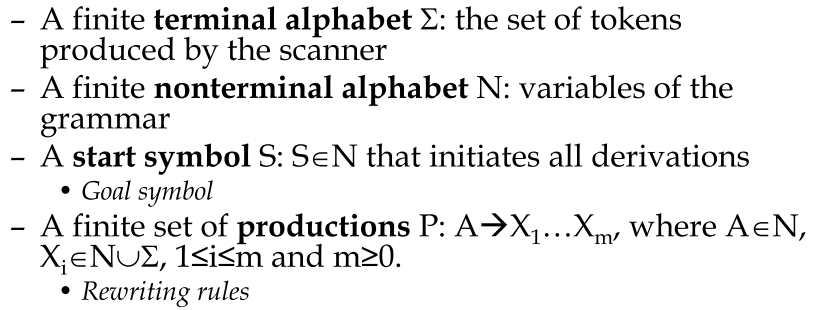 – A finite terminal alphabet Σ: the set of tokens
produced by the scanner
– A finite nonterminal alphabet N: variables of the
grammar
– A start symbol S: S∈N that initiates all derivations
• Goal symbol
– A finite set of productions P: A→X₁…Xₘ, where A∈N,
Xᵢ∈N∪Σ, 1≤i≤m and m≥0.
• Rewriting rules